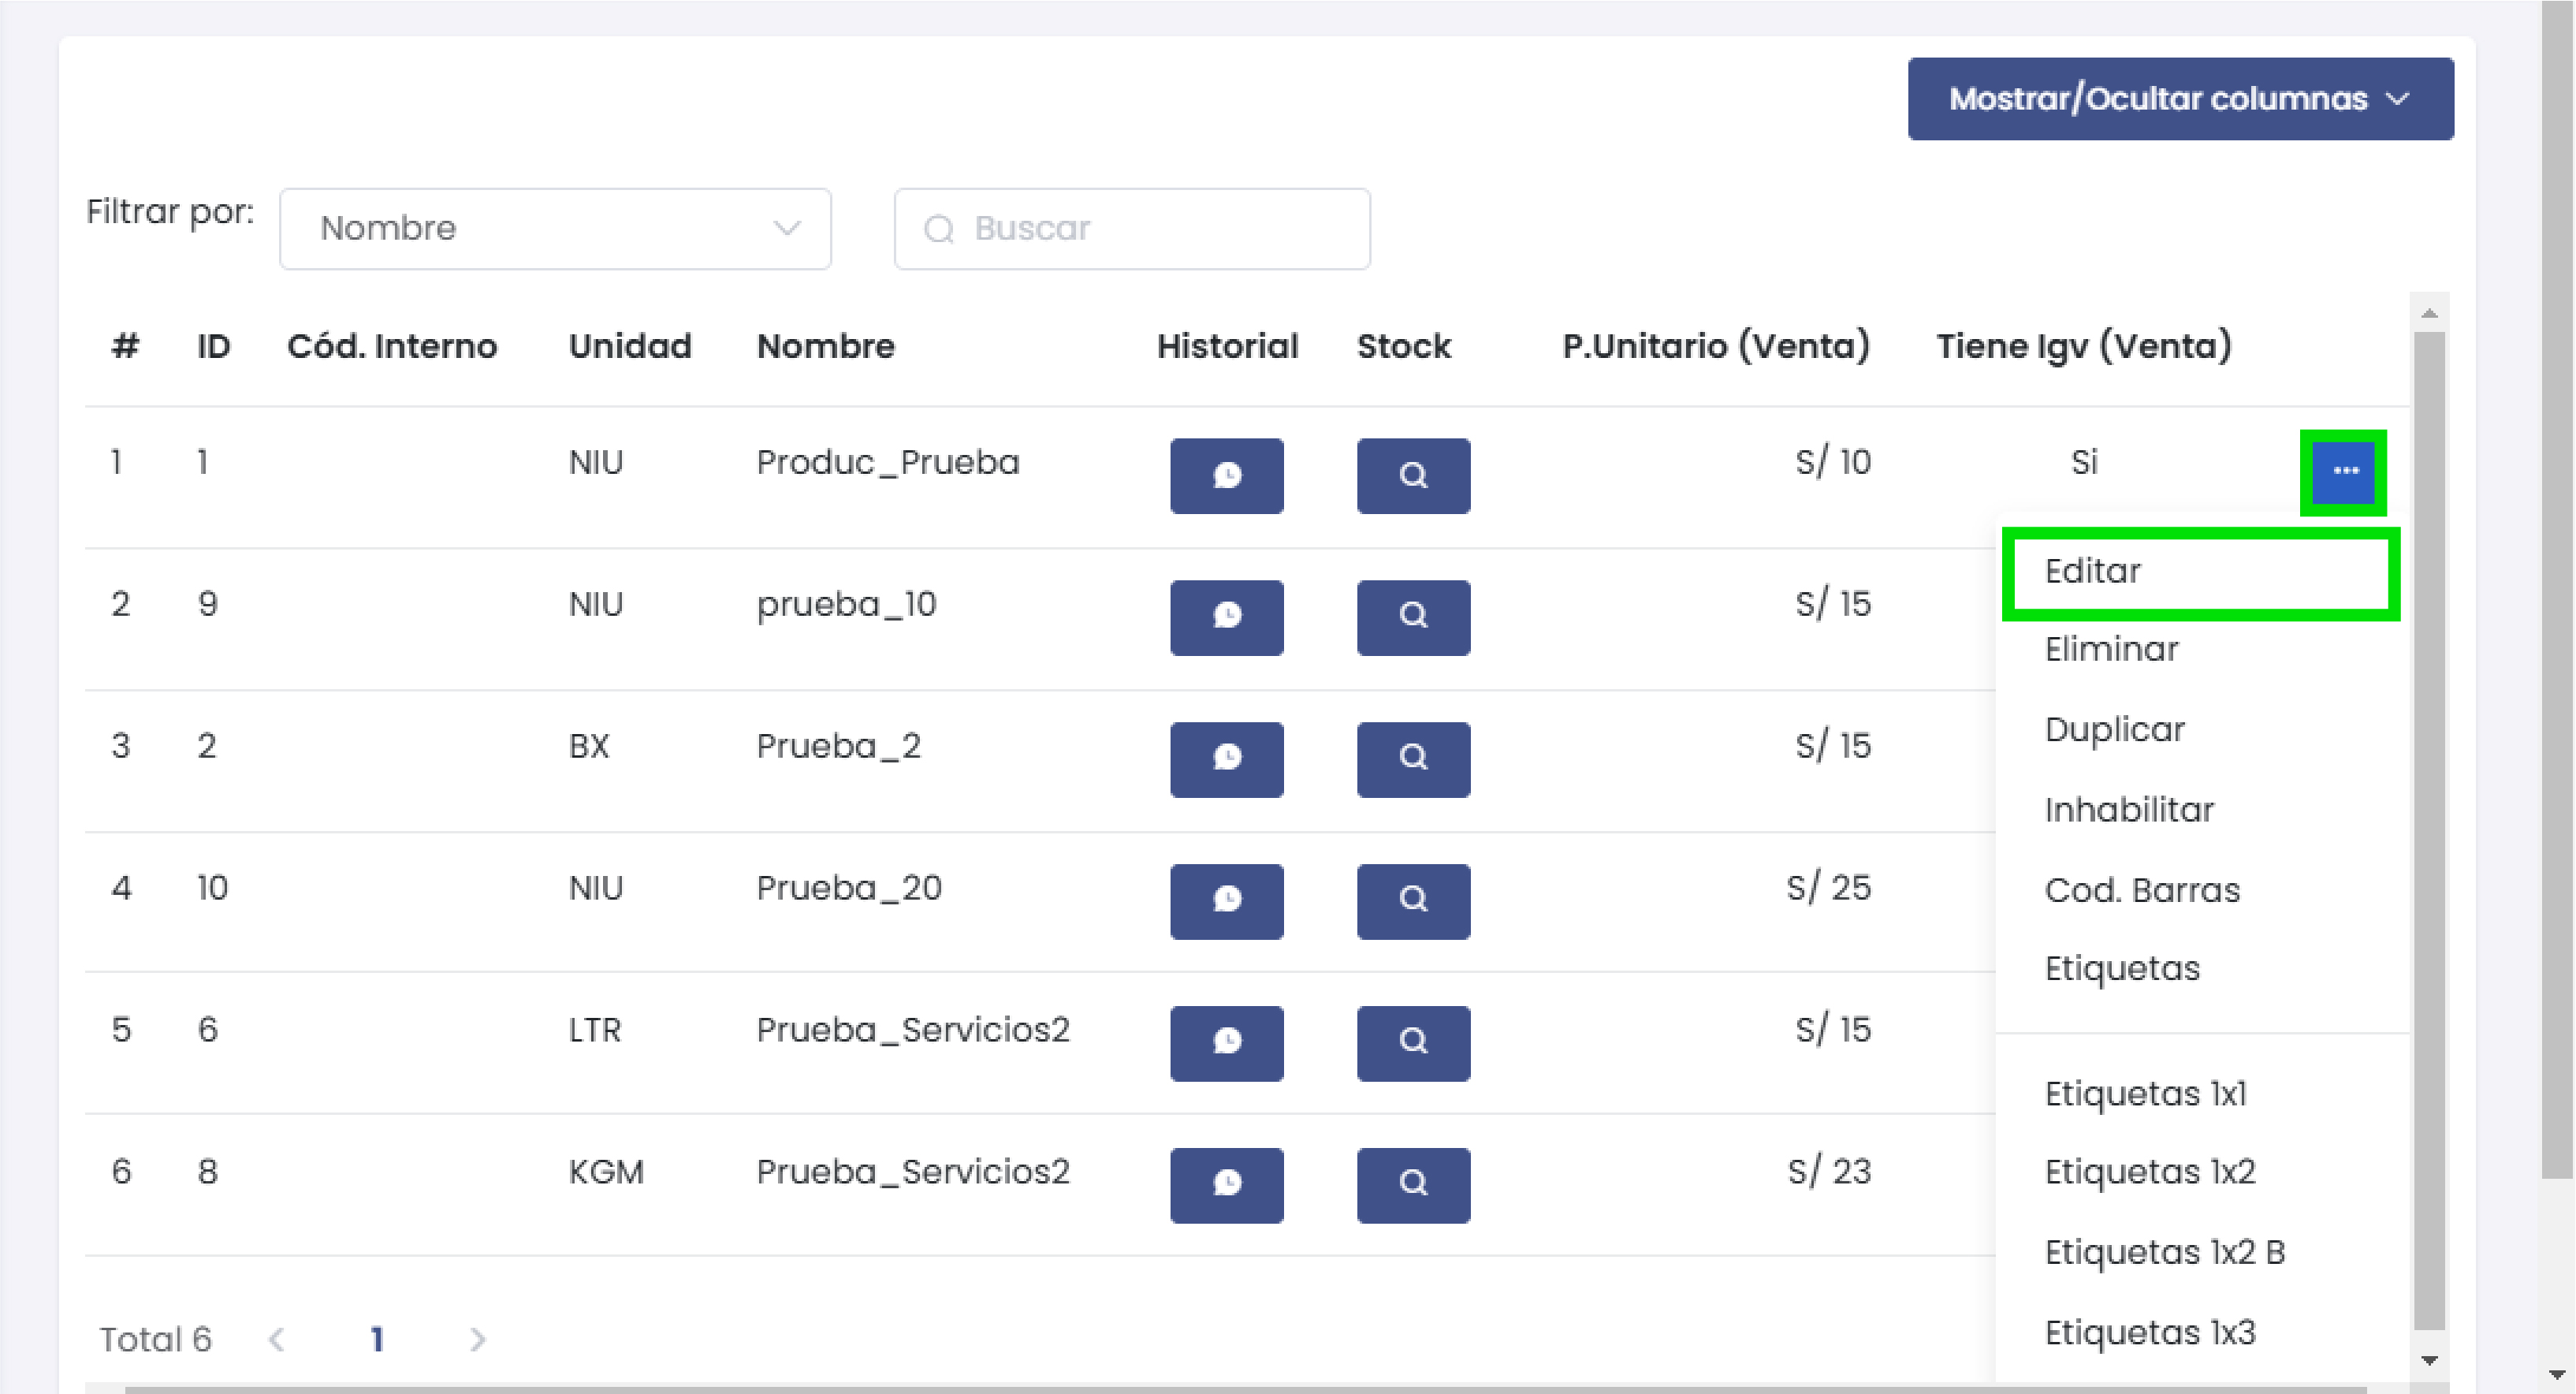 Mostrar/Ocultar columnas
Filtrar por: Nombre Buscar
# ID Cód. Interno Unidad Nombre Historial Stock P.Unitario (Venta) Tiene Igv (Venta)
1 1 NIU Produc_Prueba S/ 10 Si
Editar
2 9 NIU prueba_10 S/ 15
Eliminar
Duplicar
3 2 BX Prueba_2 S/ 15
Inhabilitar
4 10 NIU Prueba_20 S/ 25
Cod. Barras
Etiquetas
5 6 LTR Prueba_Servicios2 S/ 15
Etiquetas 1x1
6 8 KGM Prueba_Servicios2 S/ 23
Etiquetas 1x2
Etiquetas 1x2 B
Total 6 1
Etiquetas 1x3